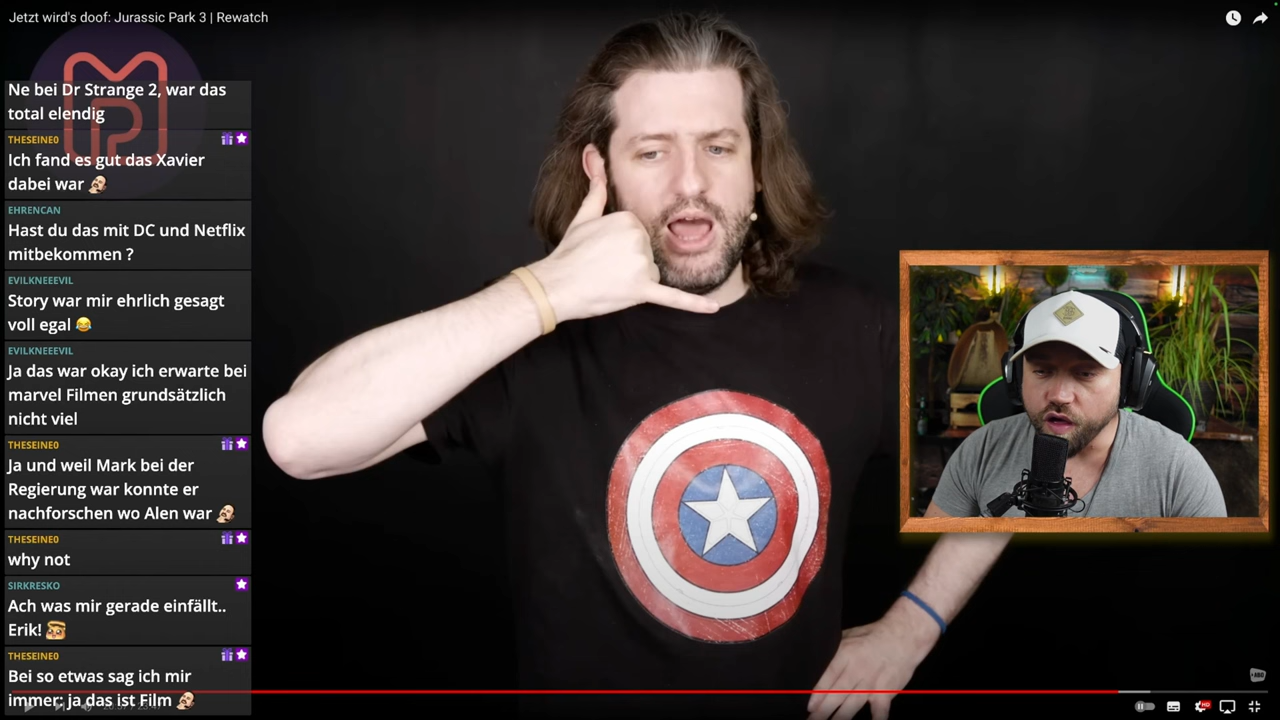 Jetzt wird's doof: Jurassic Park 3 | Rewatch
Ne bei Dr Strange 2, war das
total elendig
THESEINE0
Ich fand es gut das Xavier
dabei war
EHRENCAN
Hast du das mit DC und Netflix
mitbekommen ?
EVILKNEEEVIL
Story war mir ehrlich gesagt
voll egal
EVILKNEEEVIL
Ja das war okay ich erwarte bei
marvel Filmen grundsätzlich
nicht viel
THESEINE0
Ja und weil Mark bei der
Regierung war konnte er
nachforschen wo Alen war
THESEINE0
why not
SIRKRESKO
Ach was mir gerade einfällt..
Erik!
THESEINE0
Bei so etwas sag ich mir
immer: ja das ist Film
ABO
HD